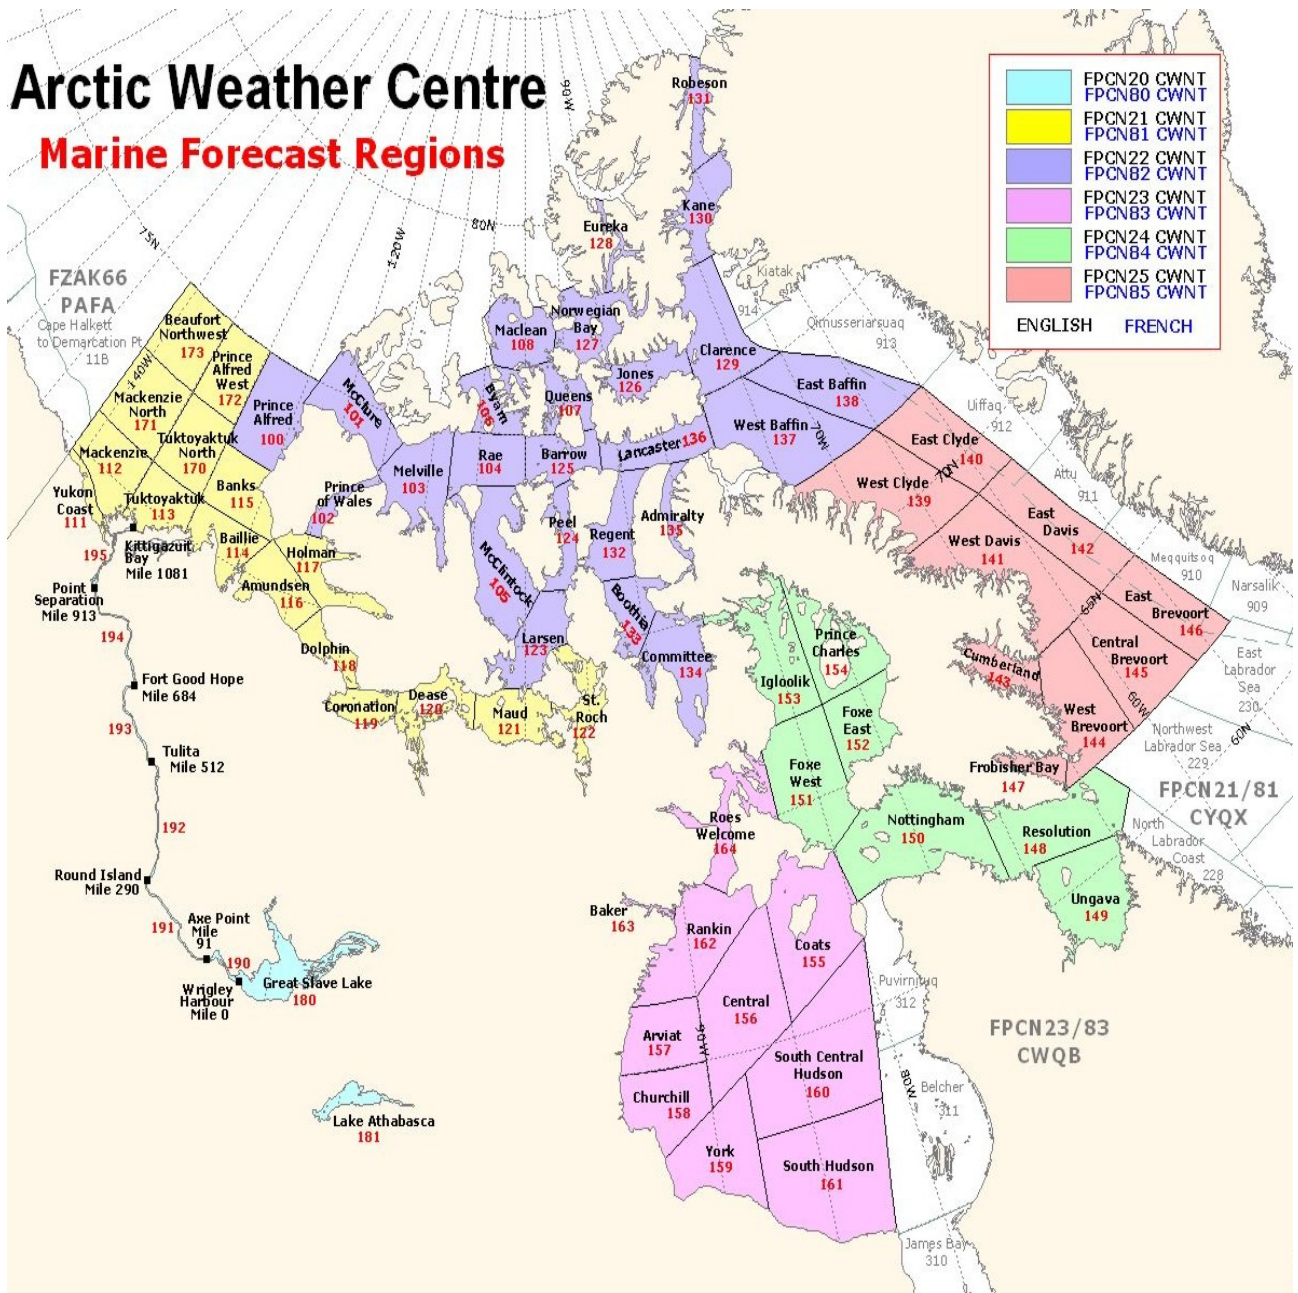 Arctic Weather Centre
Marine Forecast Regions
FPCN20 CWNT
FPCN80 CWNT
FPCN21 CWNT
FPCN81 CWNT
FPCN22 CWNT
FPCN82 CWNT
FPCN23 CWNT
FPCN83 CWNT
FPCN24 CWNT
FPCN84 CWNT
FPCN25 CWNT
FPCN85 CWNT
ENGLISH FRENCH
90W
80N
120W
75N
140W
FZAK66
PAFA
Cape Halkett
to Demarcation Pt
11B
Robeson
131
Kane
130
Eureka
128
Kiatak
914
Qimusseriarsuaq
913
Uiffaq
912
Attu
911
Meqquitsoq
910
Narsalik
909
East
Labrador
Sea
230
Northwest
Labrador Sea
229
60N
FPCN21/81
CYQX
North
Labrador
Coast
228
Beaufort
Northwest
173
Prince
Alfred
West
172
Mackenzie
North
171
Tuktoyaktuk
North
170
Mackenzie
112
Yukon
Coast
111
Tuktoyaktuk
113
Banks
115
Baillie
114
Prince
Alfred
100
McClure
101
Prince
of Wales
102
Melville
103
Rae
104
McClintock
105
Byam
106
Queens
107
Maclean
108
Norwegian
Bay
127
Jones
126
Barrow
125
Peel
124
Larsen
123
Clarence
129
East Baffin
138
West Baffin
137
70W
Lancaster 136
Admiralty
135
Regent
132
Boothia
133
Committee
134
Holman
117
Amundsen
116
Dolphin
118
Coronation
119
Dease
120
Maud
121
St.
Roch
122
East Clyde
140
70N
West Clyde
139
West Davis
141
East
Davis
142
65N
East
Brevoort
146
Central
Brevoort
145
60W
West
Brevoort
144
Cumberland
143
Frobisher Bay
147
Prince
Charles
154
Igloolik
153
Foxe
East
152
Foxe
West
151
Nottingham
150
Resolution
148
Ungava
149
Roes
Welcome
164
Baker
163
Rankin
162
Coats
155
Central
156
90W
Arviat
157
Churchill
158
York
159
South Central
Hudson
160
South Hudson
161
Puvirnituq
312
80W
Belcher
311
James Bay
310
FPCN23/83
CWQB
195
Kittigazuit
Bay
Mile 1081
Point
Separation
Mile 913
194
Fort Good Hope
Mile 684
193
Tulita
Mile 512
192
Round Island
Mile 290
191
Axe Point
Mile
91
190
Wrigley
Harbour
Mile 0
Great Slave Lake
180
Lake Athabasca
181